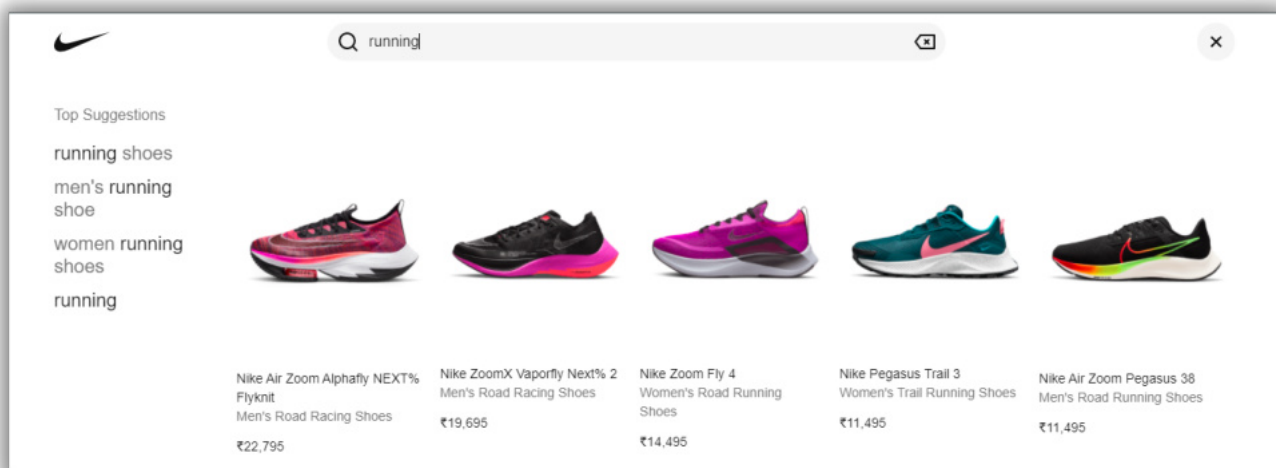 running
Top Suggestions
running shoes
men's running
shoe
women running
shoes
running
Nike Air Zoom Alphafly NEXT%
Flyknit
Men's Road Racing Shoes
₹22,795
Nike ZoomX Vaporfly Next% 2
Men's Road Racing Shoes
₹19,695
Nike Zoom Fly 4
Women's Road Running
Shoes
₹14,495
Nike Pegasus Trail 3
Women's Trail Running Shoes
₹11,495
Nike Air Zoom Pegasus 38
Men's Road Running Shoes
₹11,495